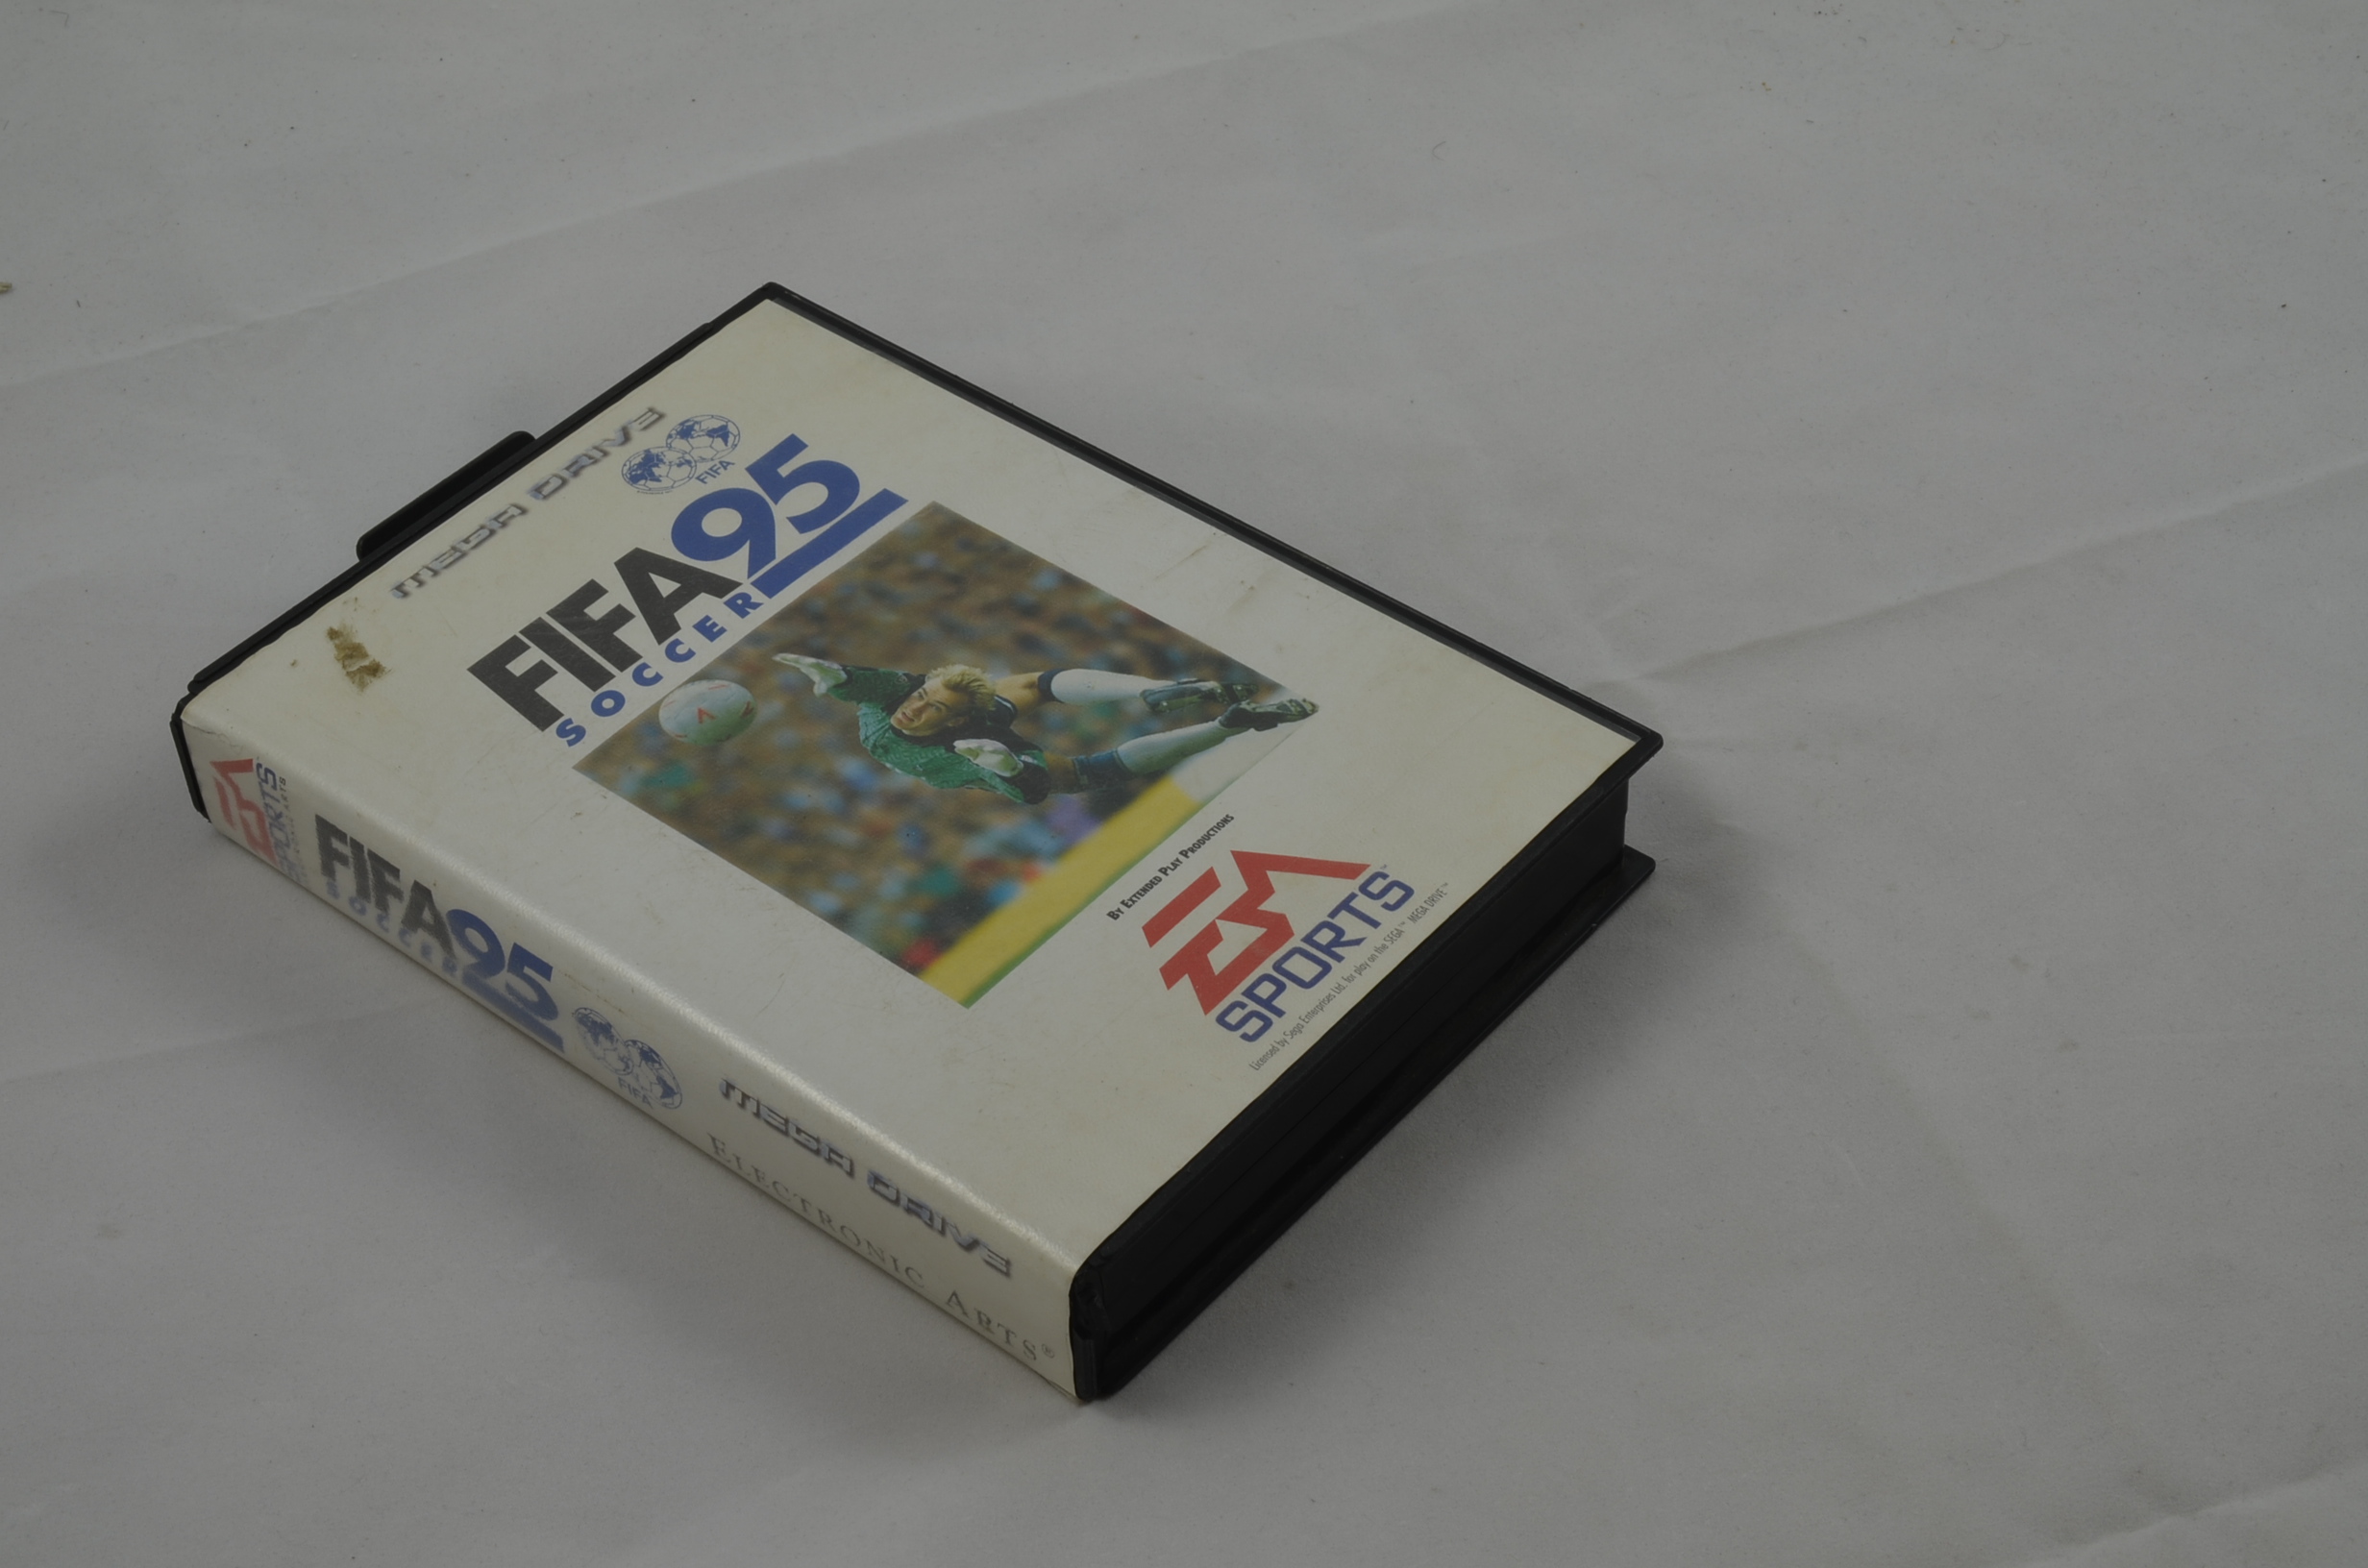 MEGA DRIVE
FIFA
FIFA 95
SOCCER
BY EXTENDED PLAY PRODUCTIONS
EA
SPORTS™
Licensed by Sega Enterprises Ltd. for play on the SEGA™ MEGA DRIVE™
EA
SPORTS
FIFA 95
SOCCER
FIFA
MEGA DRIVE
ELECTRONIC ARTS®